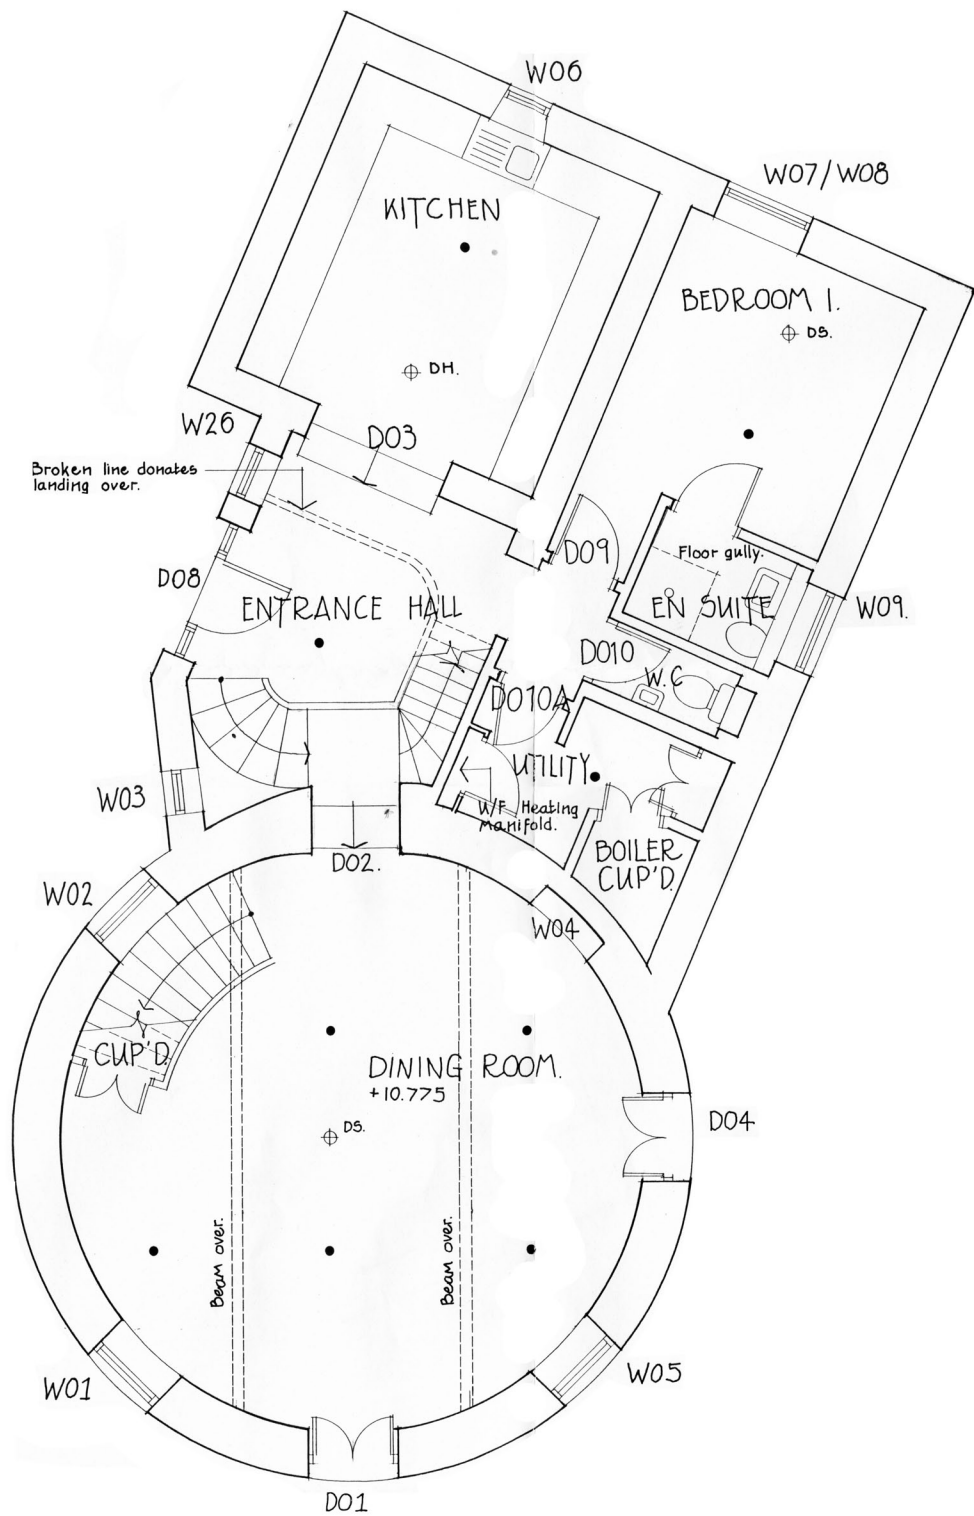 W06
W07/W08
KITCHEN
BEDROOM 1.
DS.
DH.
W26
D03
Broken line donates
landing over.
D09
Floor gully.
D08
ENTRANCE HALL
EN SUITE
W09.
D010
W.C
D010A
UTILITY
W03
U/F Heating
Manifold.
D02.
BOILER
CUP'D.
W02
W04
CUP'D.
DINING ROOM.
+10.775
D04
DS.
Beam over.
Beam over.
W01
W05
D01